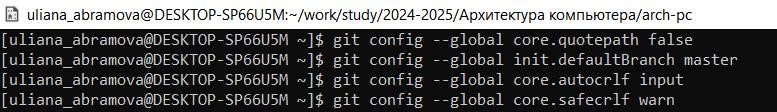 uliana_abramova@DESKTOP-SP66U5M:~/work/study/2024-2025/Архитектура компьютера/arch-pc
[uliana_abramova@DESKTOP-SP66U5M ~]$ git config --global core.quotepath false
[uliana_abramova@DESKTOP-SP66U5M ~]$ git config --global init.defaultBranch master
[uliana_abramova@DESKTOP-SP66U5M ~]$ git config --global core.autocrlf input
[uliana_abramova@DESKTOP-SP66U5M ~]$ git config --global core.safecrlf warn